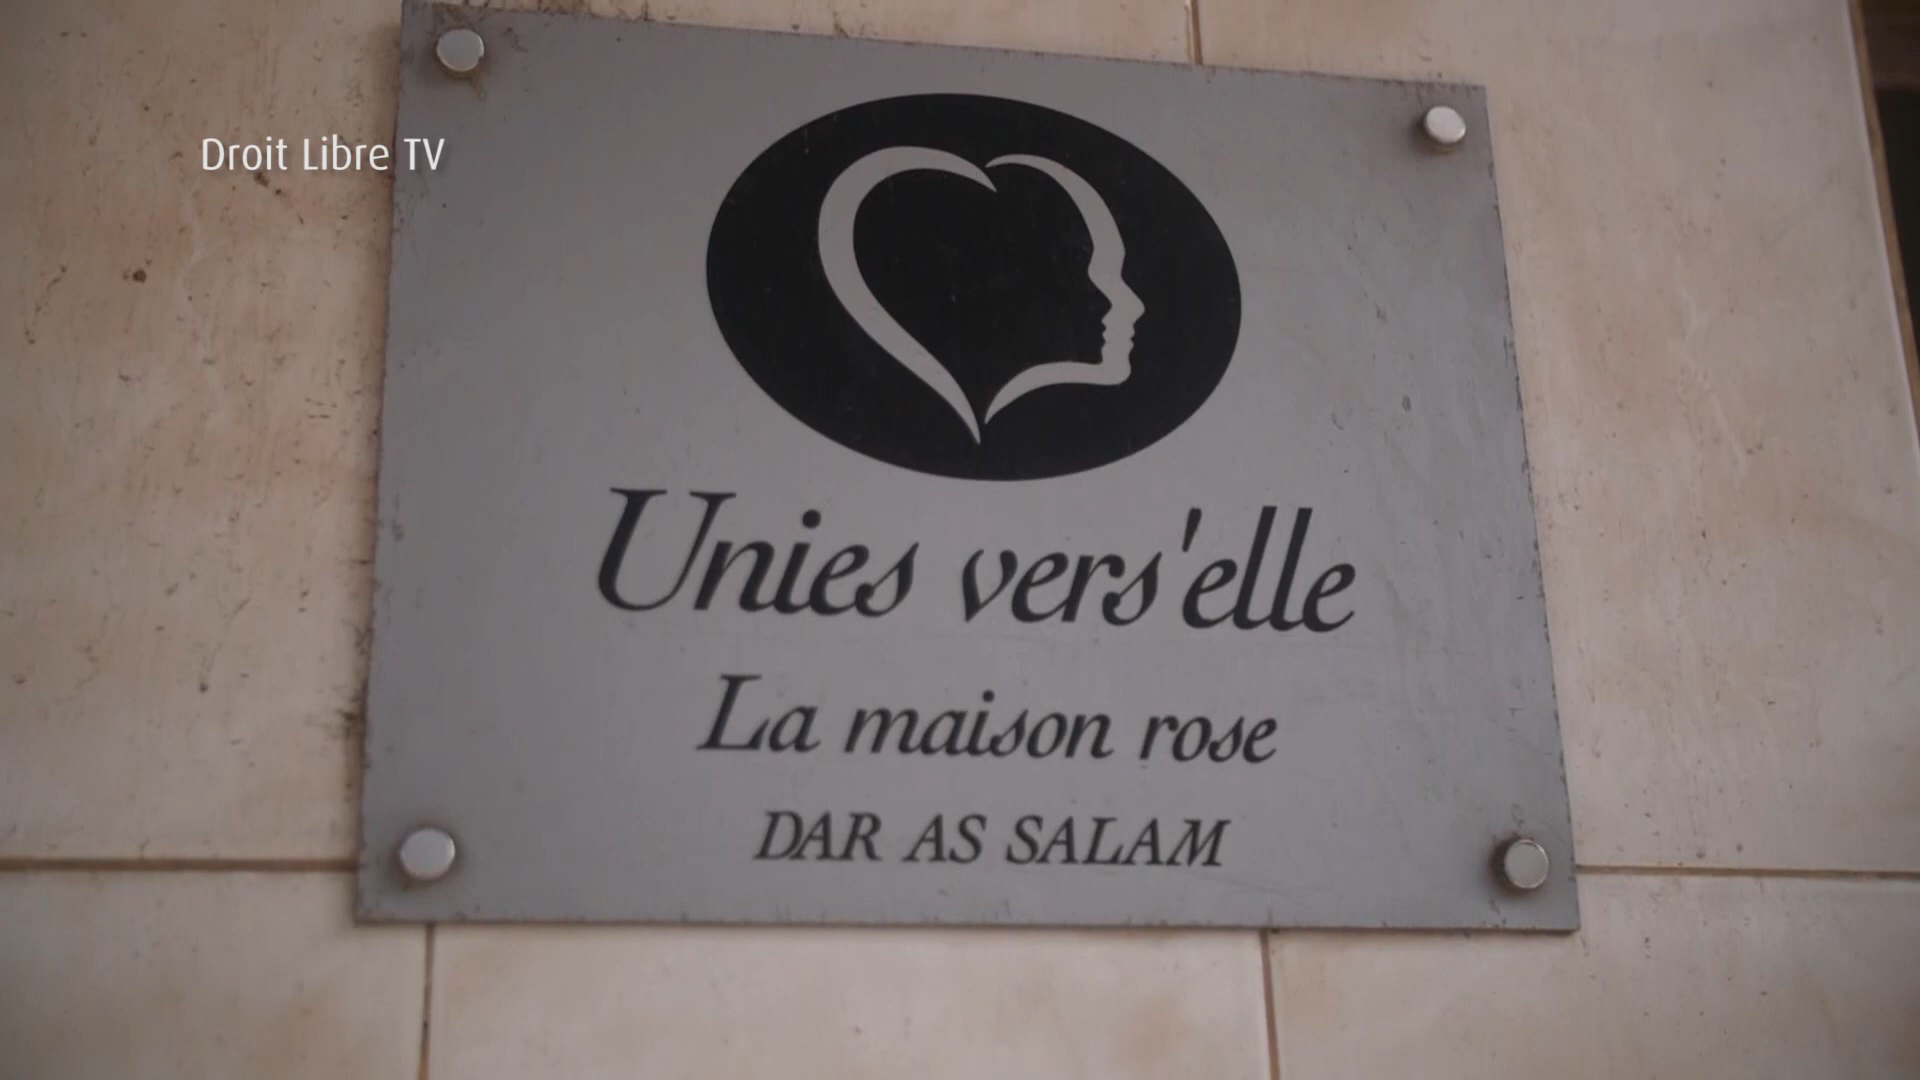 Droit Libre TV
Unies vers'elle
La maison rose
DAR AS SALAM